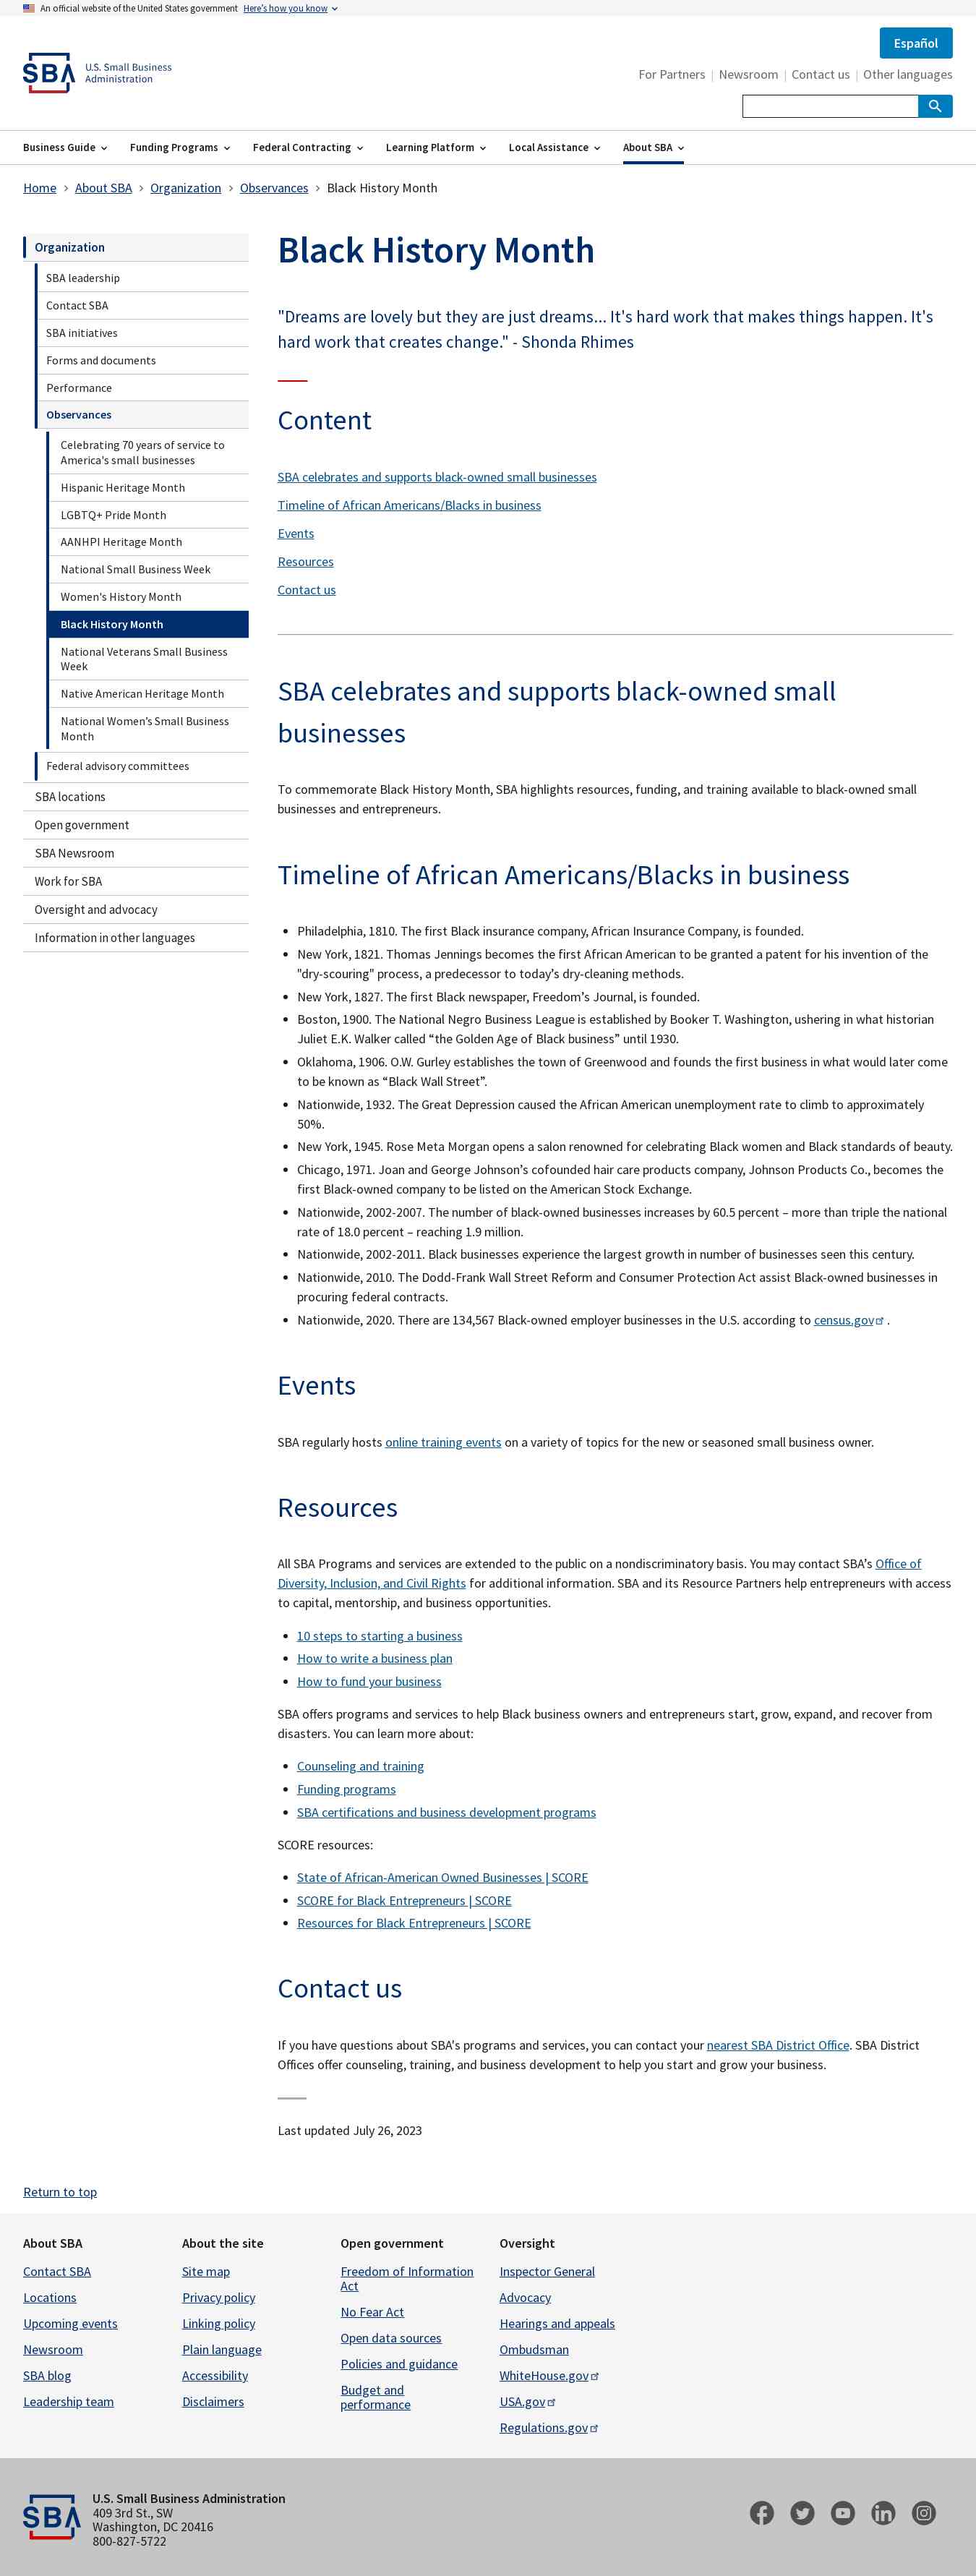 An official website of the United States government Here's how you know
Español
SBA U.S. Small Business
Administration
For Partners | Newsroom | Contact us | Other languages
Business Guide Funding Programs Federal Contracting Learning Platform Local Assistance About SBA
Home > About SBA > Organization > Observances > Black History Month
Organization
SBA leadership
Contact SBA
SBA initiatives
Forms and documents
Performance
Observances
Celebrating 70 years of service to
America's small businesses
Hispanic Heritage Month
LGBTQ+ Pride Month
AANHPI Heritage Month
National Small Business Week
Women's History Month
Black History Month
National Veterans Small Business
Week
Native American Heritage Month
National Women’s Small Business
Month
Federal advisory committees
SBA locations
Open government
SBA Newsroom
Work for SBA
Oversight and advocacy
Information in other languages
Black History Month
"Dreams are lovely but they are just dreams... It's hard work that makes things happen. It's
hard work that creates change." - Shonda Rhimes
Content
SBA celebrates and supports black-owned small businesses
Timeline of African Americans/Blacks in business
Events
Resources
Contact us
SBA celebrates and supports black-owned small
businesses
To commemorate Black History Month, SBA highlights resources, funding, and training available to black-owned small
businesses and entrepreneurs.
Timeline of African Americans/Blacks in business
• Philadelphia, 1810. The first Black insurance company, African Insurance Company, is founded.
• New York, 1821. Thomas Jennings becomes the first African American to be granted a patent for his invention of the
"dry-scouring" process, a predecessor to today’s dry-cleaning methods.
• New York, 1827. The first Black newspaper, Freedom’s Journal, is founded.
• Boston, 1900. The National Negro Business League is established by Booker T. Washington, ushering in what historian
Juliet E.K. Walker called “the Golden Age of Black business” until 1930.
• Oklahoma, 1906. O.W. Gurley establishes the town of Greenwood and founds the first business in what would later come
to be known as “Black Wall Street”.
• Nationwide, 1932. The Great Depression caused the African American unemployment rate to climb to approximately
50%.
• New York, 1945. Rose Meta Morgan opens a salon renowned for celebrating Black women and Black standards of beauty.
• Chicago, 1971. Joan and George Johnson’s cofounded hair care products company, Johnson Products Co., becomes the
first Black-owned company to be listed on the American Stock Exchange.
• Nationwide, 2002-2007. The number of black-owned businesses increases by 60.5 percent – more than triple the national
rate of 18.0 percent – reaching 1.9 million.
• Nationwide, 2002-2011. Black businesses experience the largest growth in number of businesses seen this century.
• Nationwide, 2010. The Dodd-Frank Wall Street Reform and Consumer Protection Act assist Black-owned businesses in
procuring federal contracts.
• Nationwide, 2020. There are 134,567 Black-owned employer businesses in the U.S. according to census.gov .
Events
SBA regularly hosts online training events on a variety of topics for the new or seasoned small business owner.
Resources
All SBA Programs and services are extended to the public on a nondiscriminatory basis. You may contact SBA’s Office of
Diversity, Inclusion, and Civil Rights for additional information. SBA and its Resource Partners help entrepreneurs with access
to capital, mentorship, and business opportunities.
• 10 steps to starting a business
• How to write a business plan
• How to fund your business
SBA offers programs and services to help Black business owners and entrepreneurs start, grow, expand, and recover from
disasters. You can learn more about:
• Counseling and training
• Funding programs
• SBA certifications and business development programs
SCORE resources:
• State of African-American Owned Businesses | SCORE
• SCORE for Black Entrepreneurs | SCORE
• Resources for Black Entrepreneurs | SCORE
Contact us
If you have questions about SBA's programs and services, you can contact your nearest SBA District Office. SBA District
Offices offer counseling, training, and business development to help you start and grow your business.
Last updated July 26, 2023
Return to top
About SBA
Contact SBA
Locations
Upcoming events
Newsroom
SBA blog
Leadership team
About the site
Site map
Privacy policy
Linking policy
Plain language
Accessibility
Disclaimers
Open government
Freedom of Information
Act
No Fear Act
Open data sources
Policies and guidance
Budget and
performance
Oversight
Inspector General
Advocacy
Hearings and appeals
Ombudsman
WhiteHouse.gov
USA.gov
Regulations.gov
SBA
U.S. Small Business Administration
409 3rd St., SW
Washington, DC 20416
800-827-5722